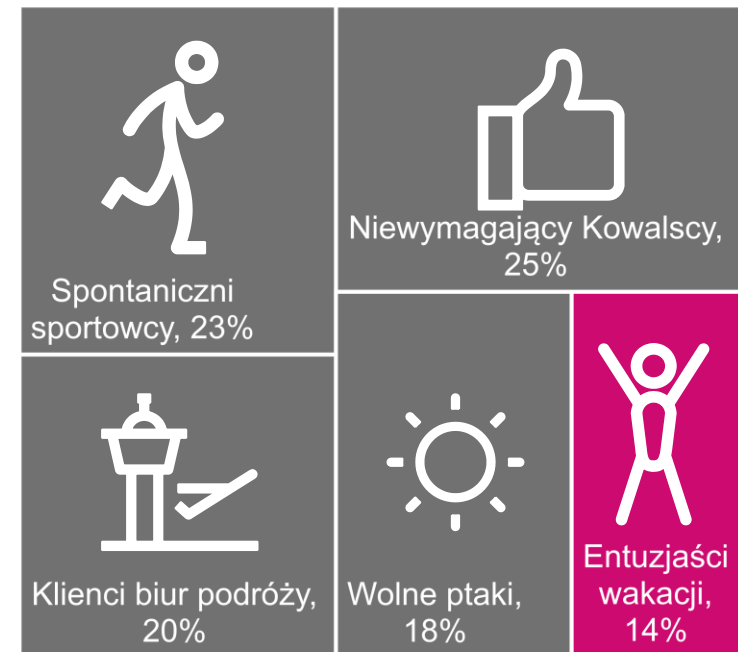 Spontaniczni
sportowcy, 23%
Niewymagający Kowalscy,
25%
Klienci biur podróży,
20%
Wolne ptaki,
18%
Entuzjaści
wakacji,
14%